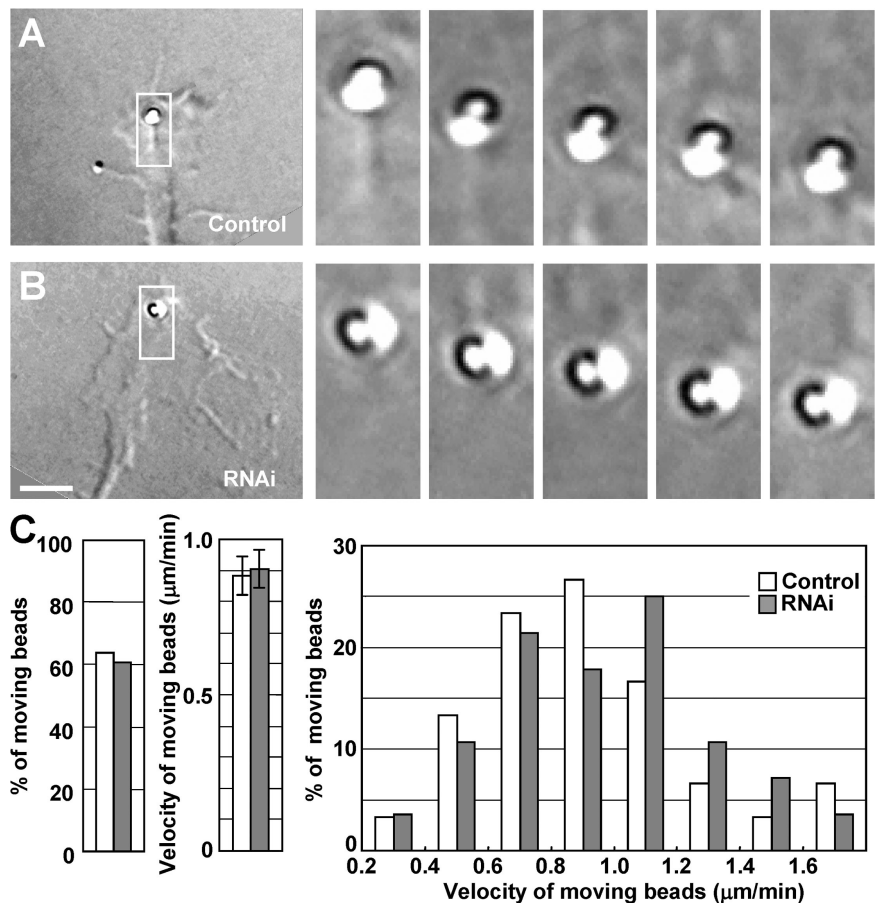 A
Control
B
RNAi
C
100
80
60
40
20
0
% of moving beads
1.0
0.5
0
Velocity of moving beads (μm/min)
30
20
10
0
% of moving beads
Control
RNAi
0.2 0.4 0.6 0.8 1.0 1.2 1.4 1.6
Velocity of moving beads (μm/min)